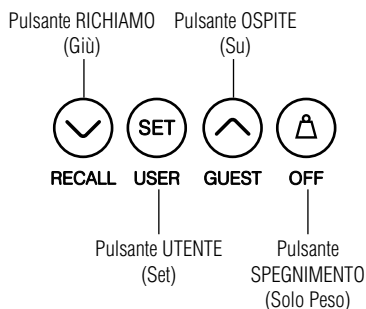 Pulsante RICHIAMO
(Giù)
Pulsante OSPITE
(Su)
SET
RECALL USER GUEST OFF
Pulsante UTENTE
(Set)
Pulsante
SPEGNIMENTO
(Solo Peso)